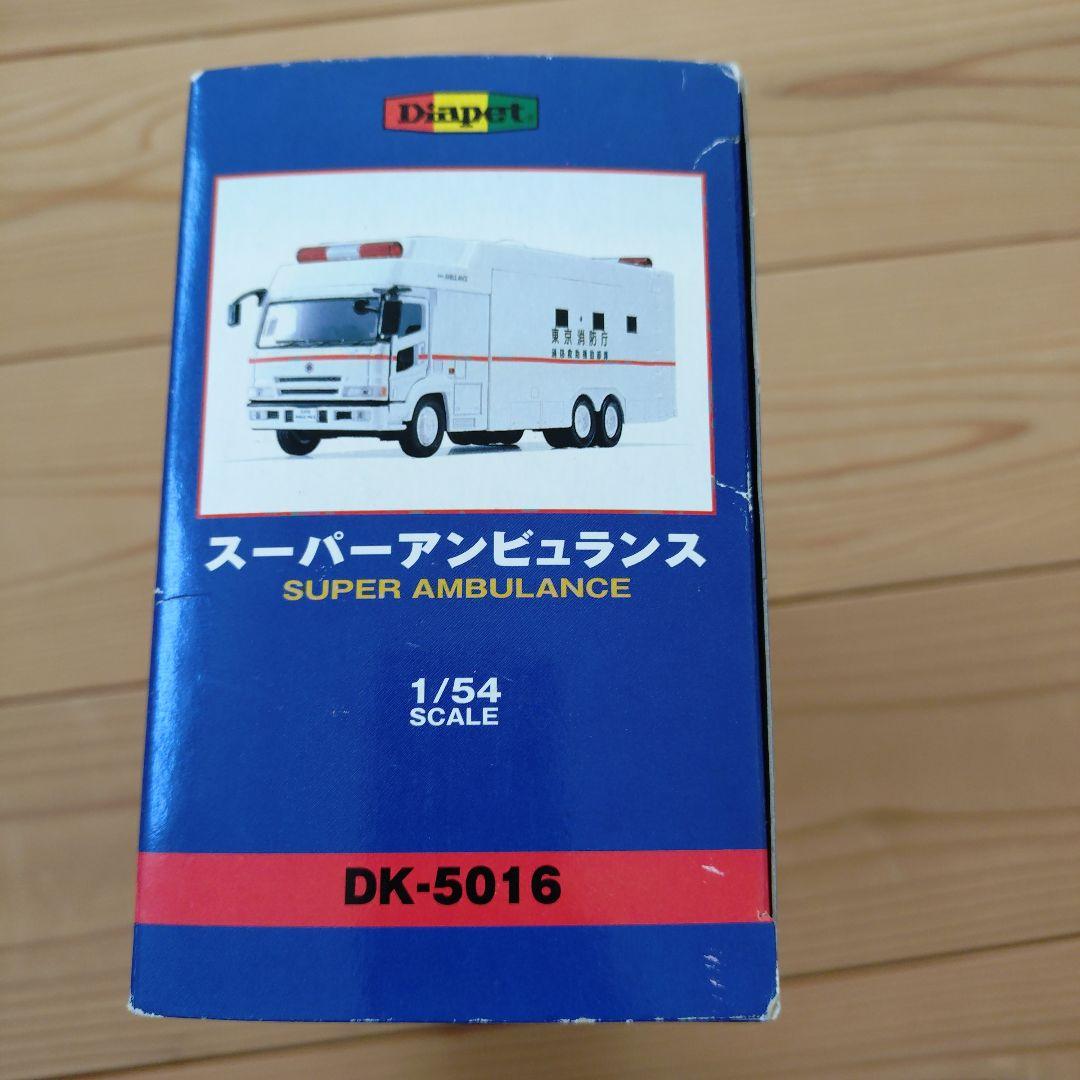 Diapet
AMBULANCE
東京消防庁
スーパーアンビュランス
SUPER AMBULANCE
1/54
SCALE
DK-5016